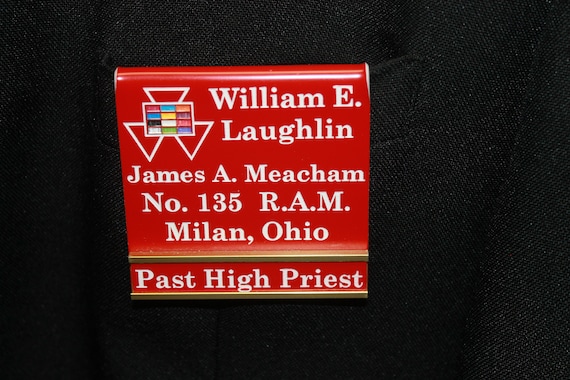 William E.
Laughlin
James A. Meacham
No. 135 R.A.M.
Milan, Ohio
Past High Priest